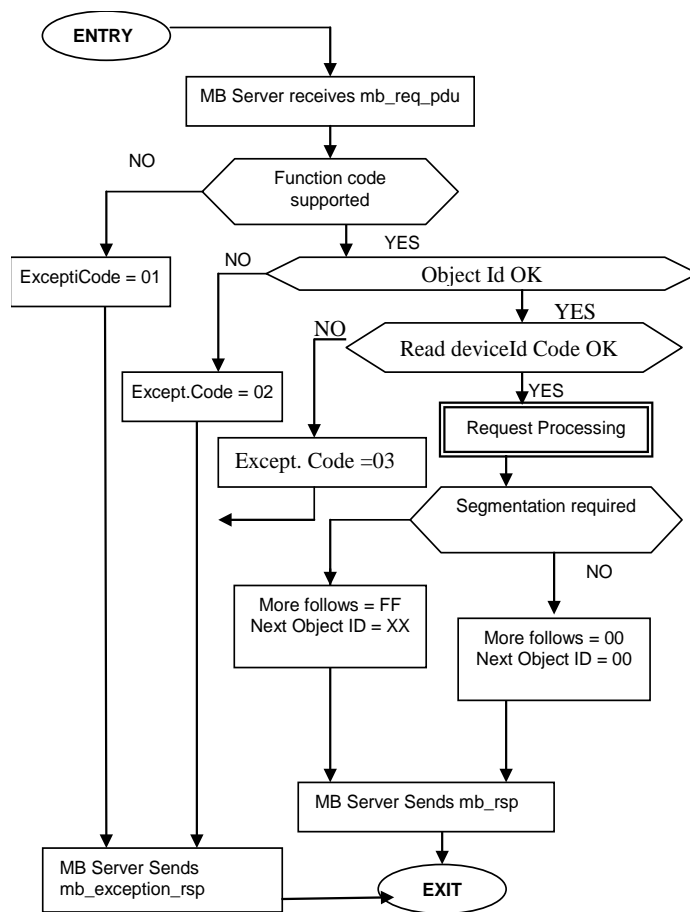 ENTRY
MB Server receives mb_req_pdu
NO
Function code
supported
YES
ExceptiCode = 01
NO
Object Id OK
YES
NO
Read deviceId Code OK
Except.Code = 02
YES
Request Processing
Except. Code =03
Segmentation required
NO
More follows = FF
Next Object ID = XX
More follows = 00
Next Object ID = 00
MB Server Sends mb_rsp
MB Server Sends
mb_exception_rsp
EXIT